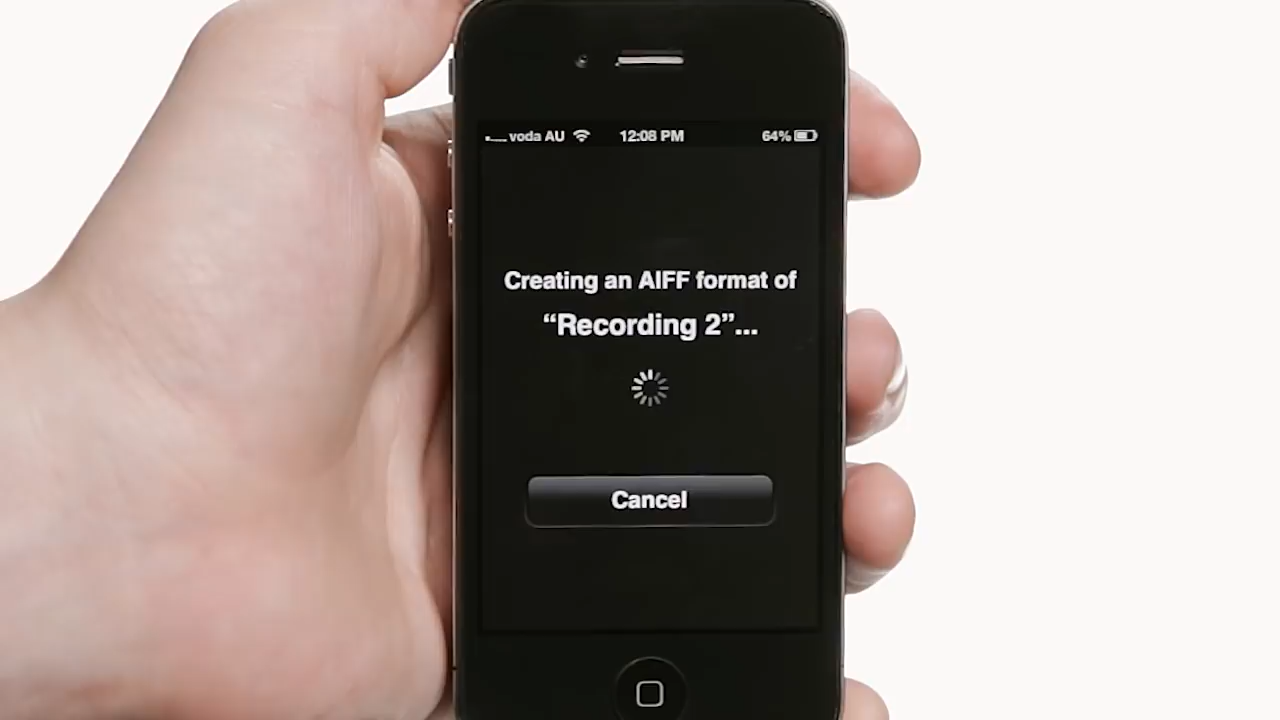 voda AU 12:08 PM 64%
Creating an AIFF format of
“Recording 2”...
Cancel